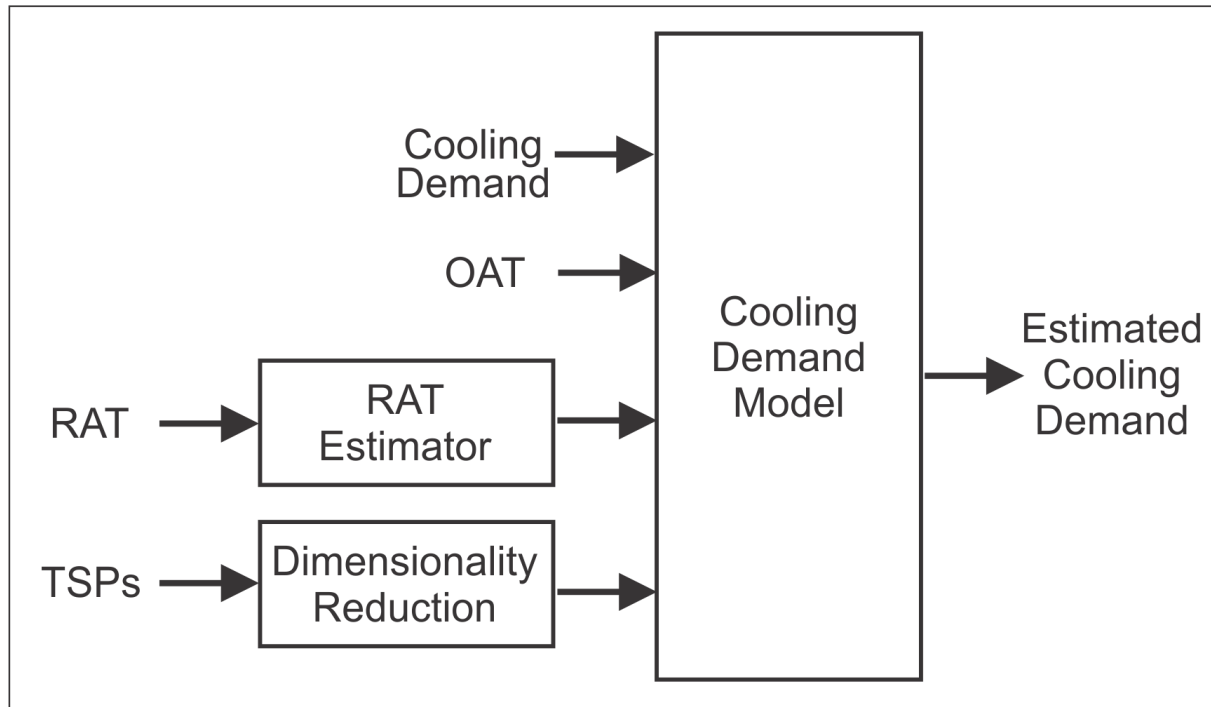 Cooling
Demand
OAT
RAT
RAT
Estimator
TSPs
Dimensionality
Reduction
Cooling
Demand
Model
Estimated
Cooling
Demand